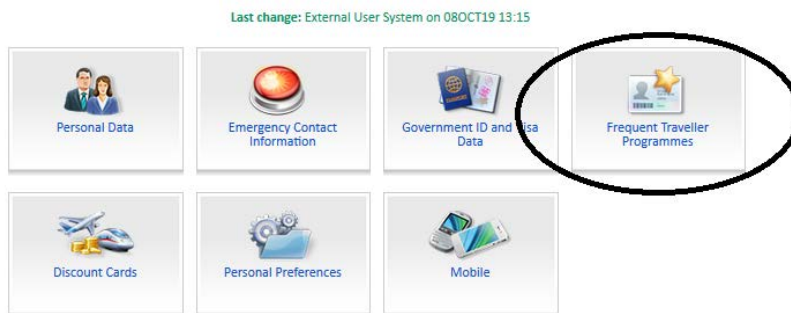 Last change: External User System on 08OCT19 13:15
Personal Data
Emergency Contact
Information
Government ID and Visa
Data
Frequent Traveller
Programmes
Discount Cards
Personal Preferences
Mobile